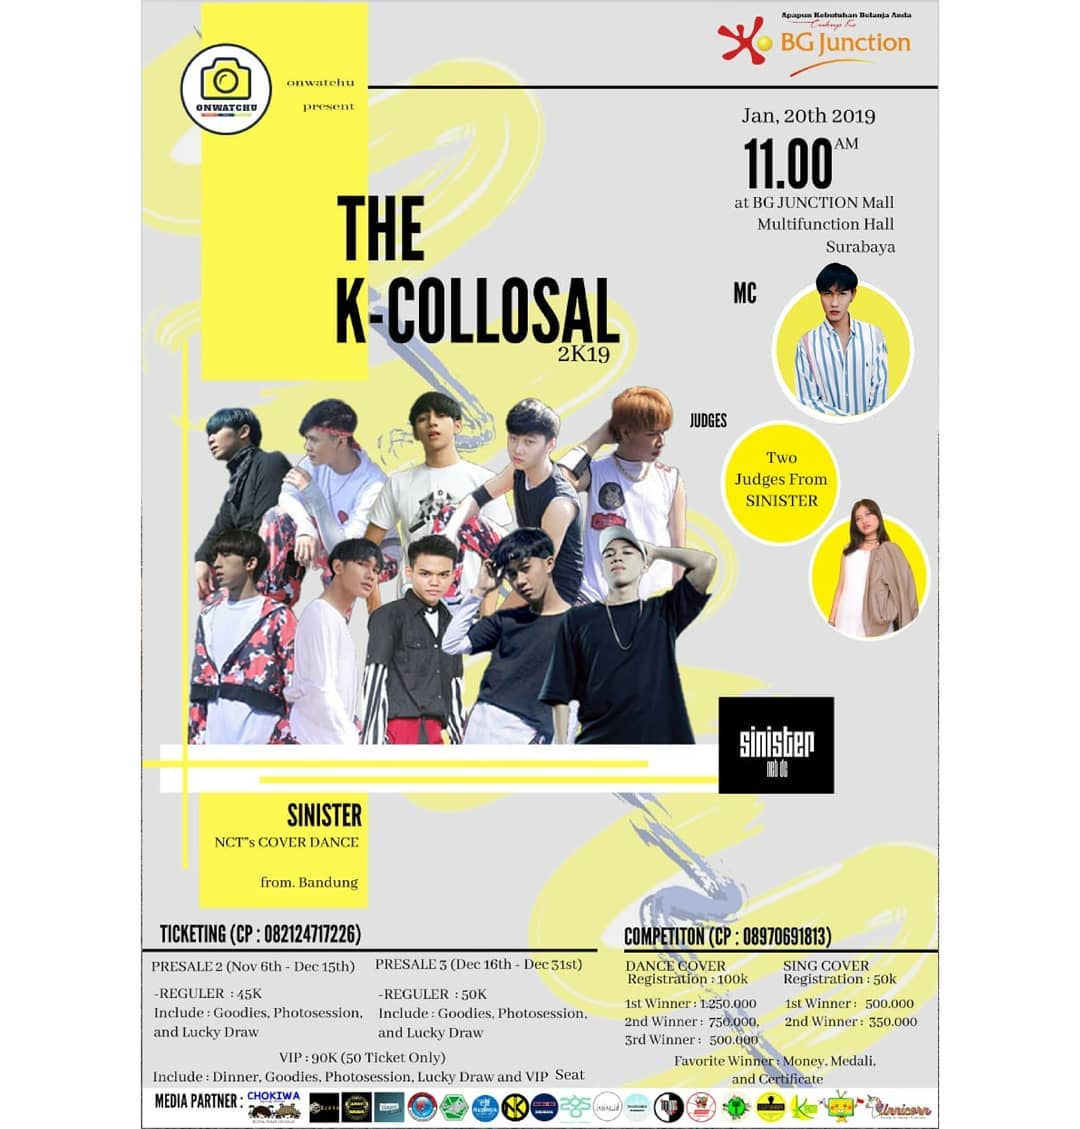 Apapun Kebutuhan Belanja Anda
BG Junction
ONWATCHU
onwatchu
present
Jan, 20th 2019
11.00 AM
at BG JUNCTION Mall
Multifunction Hall
Surabaya
THE
K-COLLOSAL
2K19
MC
JUDGES
Two
Judges From
SINISTER
sinister
nct dc
SINISTER
NCT"s COVER DANCE
from. Bandung
TICKETING (CP : 082124717226)
PRESALE 2 (Nov 6th - Dec 15th)
-REGULER : 45K
Include : Goodies, Photosession,
and Lucky Draw
PRESALE 3 (Dec 16th - Dec 31st)
-REGULER : 50K
Include : Goodies, Photosession,
and Lucky Draw
VIP : 90K (50 Ticket Only)
Include : Dinner, Goodies, Photosession, Lucky Draw and VIP Seat
COMPETITON (CP : 08970691813)
DANCE COVER
Registration : 100k
1st Winner : 1.250.000
2nd Winner : 750.000,
3rd Winner : 500.000
SING COVER
Registration : 50k
1st Winner : 500.000
2nd Winner : 350.000
Favorite Winner : Money, Medali,
and Certificate
MEDIA PARTNER :
CHOKIWA
Unnicorn